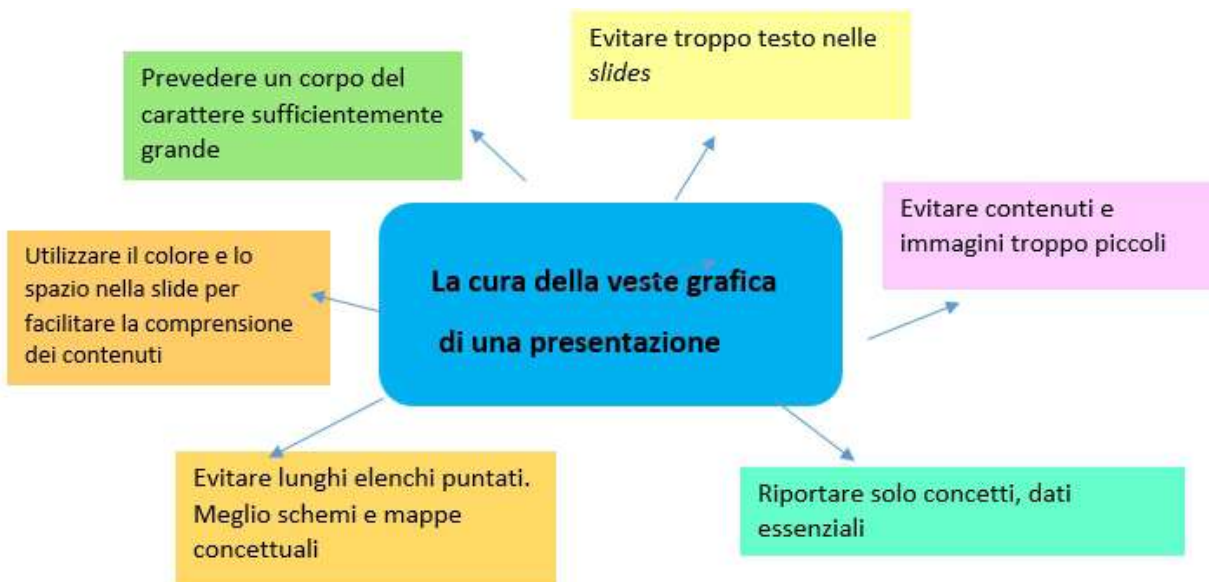 Evitare troppo testo nelle
slides
Prevedere un corpo del
carattere sufficientemente
grande
Evitare contenuti e
immagini troppo piccoli
Utilizzare il colore e lo
spazio nella slide per
facilitare la comprensione
dei contenuti
La cura della veste grafica
di una presentazione
Evitare lunghi elenchi puntati.
Meglio schemi e mappe
concettuali
Riportare solo concetti, dati
essenziali